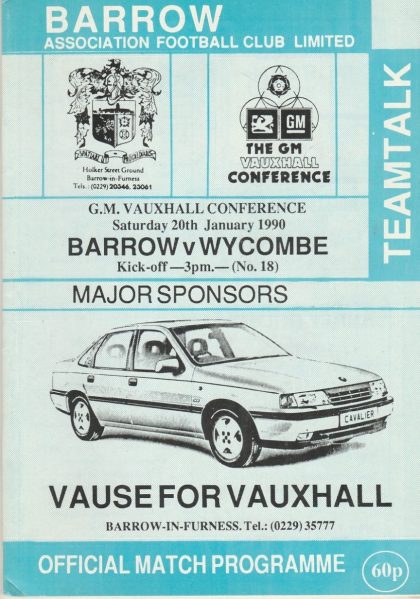 BARROW
ASSOCIATION FOOTBALL CLUB LIMITED
TEAMTALK
Holker Street Ground
Barrow-in-Furness
Tels.: (0229) 20346, 23061
GM
THE GM
VAUXHALL
CONFERENCE
G.M. VAUXHALL CONFERENCE
Saturday 20th January 1990
BARROW v WYCOMBE
Kick-off —3pm.— (No. 18)
MAJOR SPONSORS
CAVALIER
VAUSE FOR VAUXHALL
BARROW-IN-FURNESS. Tel.: (0229) 35777
OFFICIAL MATCH PROGRAMME
60p